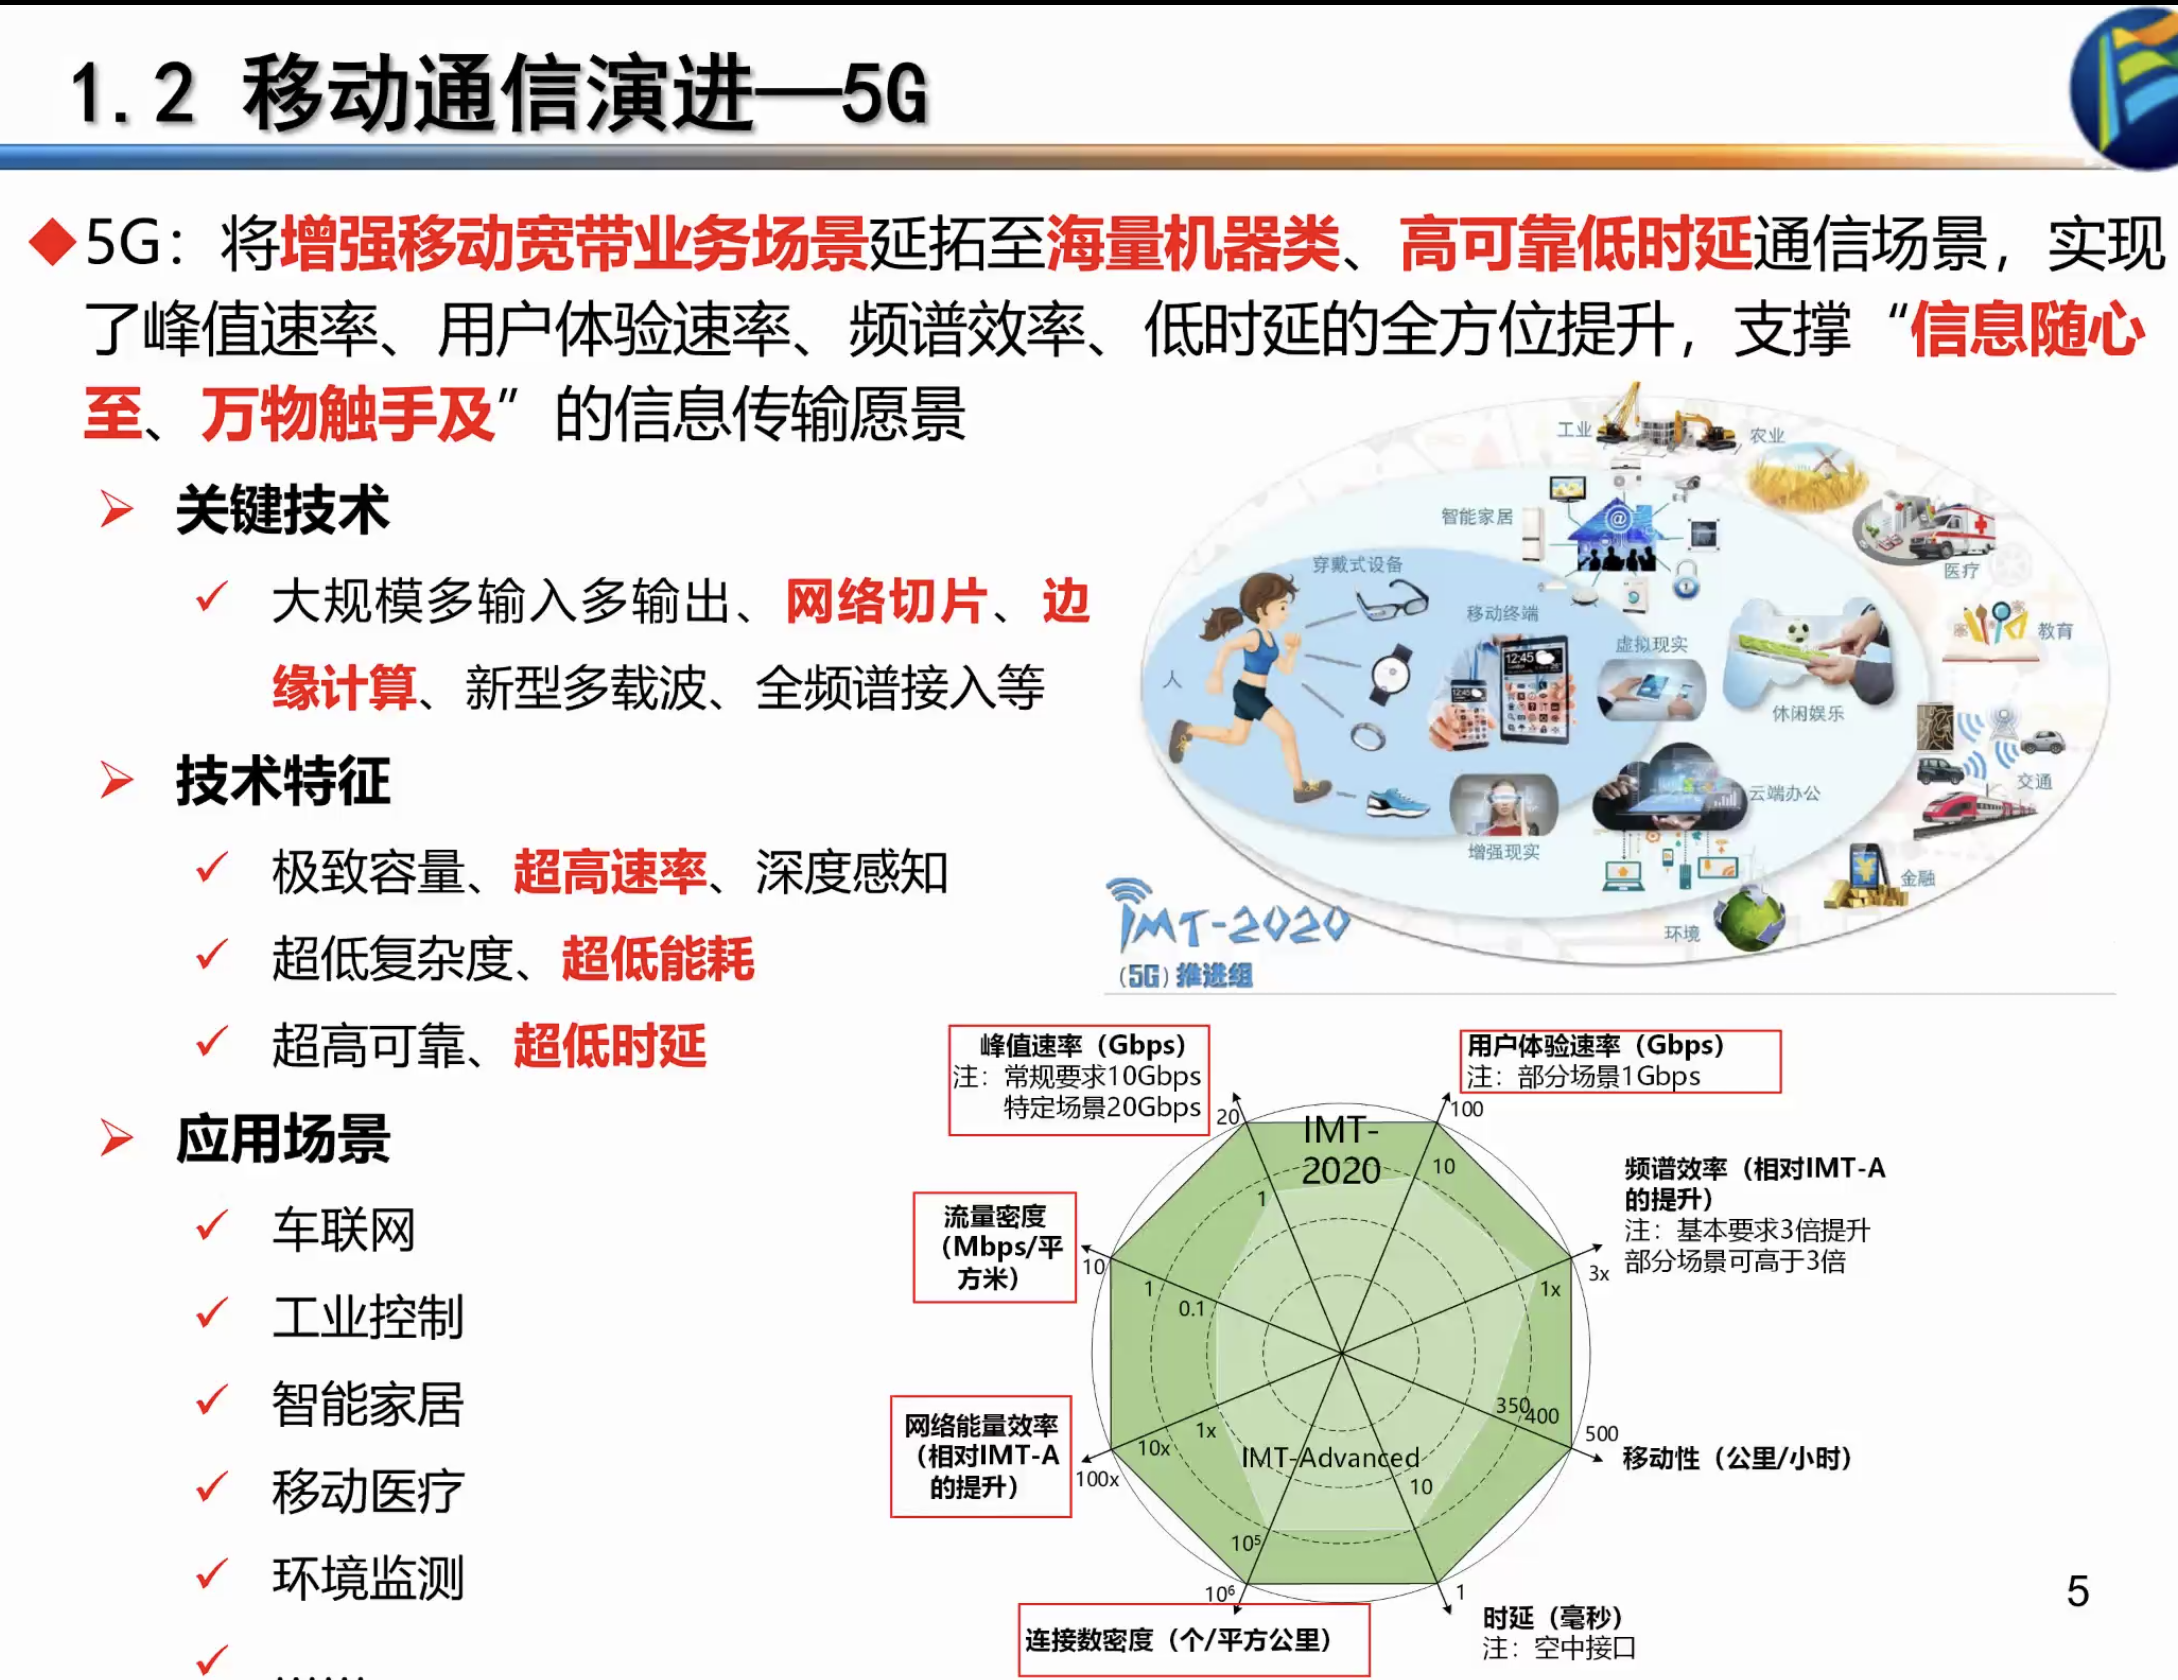 1.2 移动通信演进—5G
5G：将增强移动宽带业务场景延拓至海量机器类、高可靠低时延通信场景，实现
了峰值速率、用户体验速率、频谱效率、低时延的全方位提升，支撑“信息随心
至、万物触手及”的信息传输愿景
关键技术
大规模多输入多输出、网络切片、边
缘计算、新型多载波、全频谱接入等
技术特征
极致容量、超高速率、深度感知
超低复杂度、超低能耗
超高可靠、超低时延
应用场景
车联网
工业控制
智能家居
移动医疗
环境监测
……
工业
农业
智能家居
医疗
穿戴式设备
移动终端
虚拟现实
教育
人
休闲娱乐
交通
云端办公
增强现实
金融
环境
12:45
12:45
IMT-2020
(5G)推进组
峰值速率（Gbps）
注：常规要求10Gbps
特定场景20Gbps
用户体验速率（Gbps）
注：部分场景1Gbps
20
100
IMT-
2020
10
1
频谱效率（相对IMT-A
的提升）
注：基本要求3倍提升
部分场景可高于3倍
流量密度
（Mbps/平
方米）
10
1
0.1
3x
1x
350
400
500
移动性（公里/小时）
网络能量效率
（相对IMT-A
的提升）
1x
10x
100x
IMT-Advanced
10
10⁵
10⁶
1
连接数密度（个/平方公里）
时延（毫秒）
注：空中接口
5